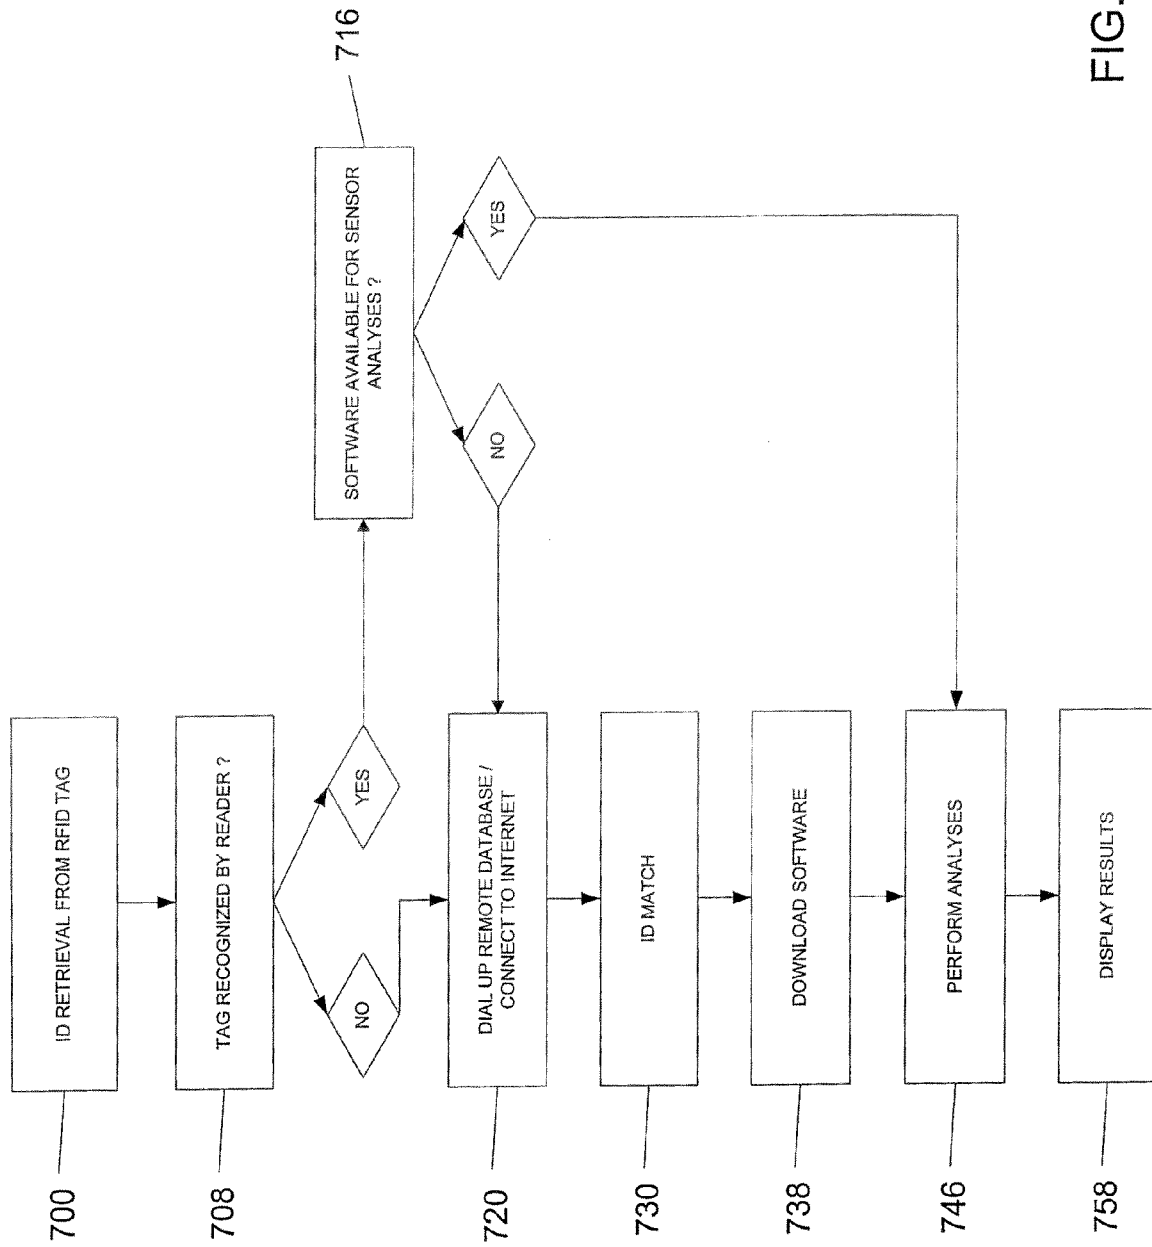 700
ID RETRIEVAL FROM RFID TAG
708
TAG RECOGNIZED BY READER ?
NO
YES
716
SOFTWARE AVAILABLE FOR SENSOR
ANALYSES ?
NO
YES
720
DIAL UP REMOTE DATABASE /
CONNECT TO INTERNET
730
ID MATCH
738
DOWNLOAD SOFTWARE
746
PERFORM ANALYSES
758
DISPLAY RESULTS
FIG.